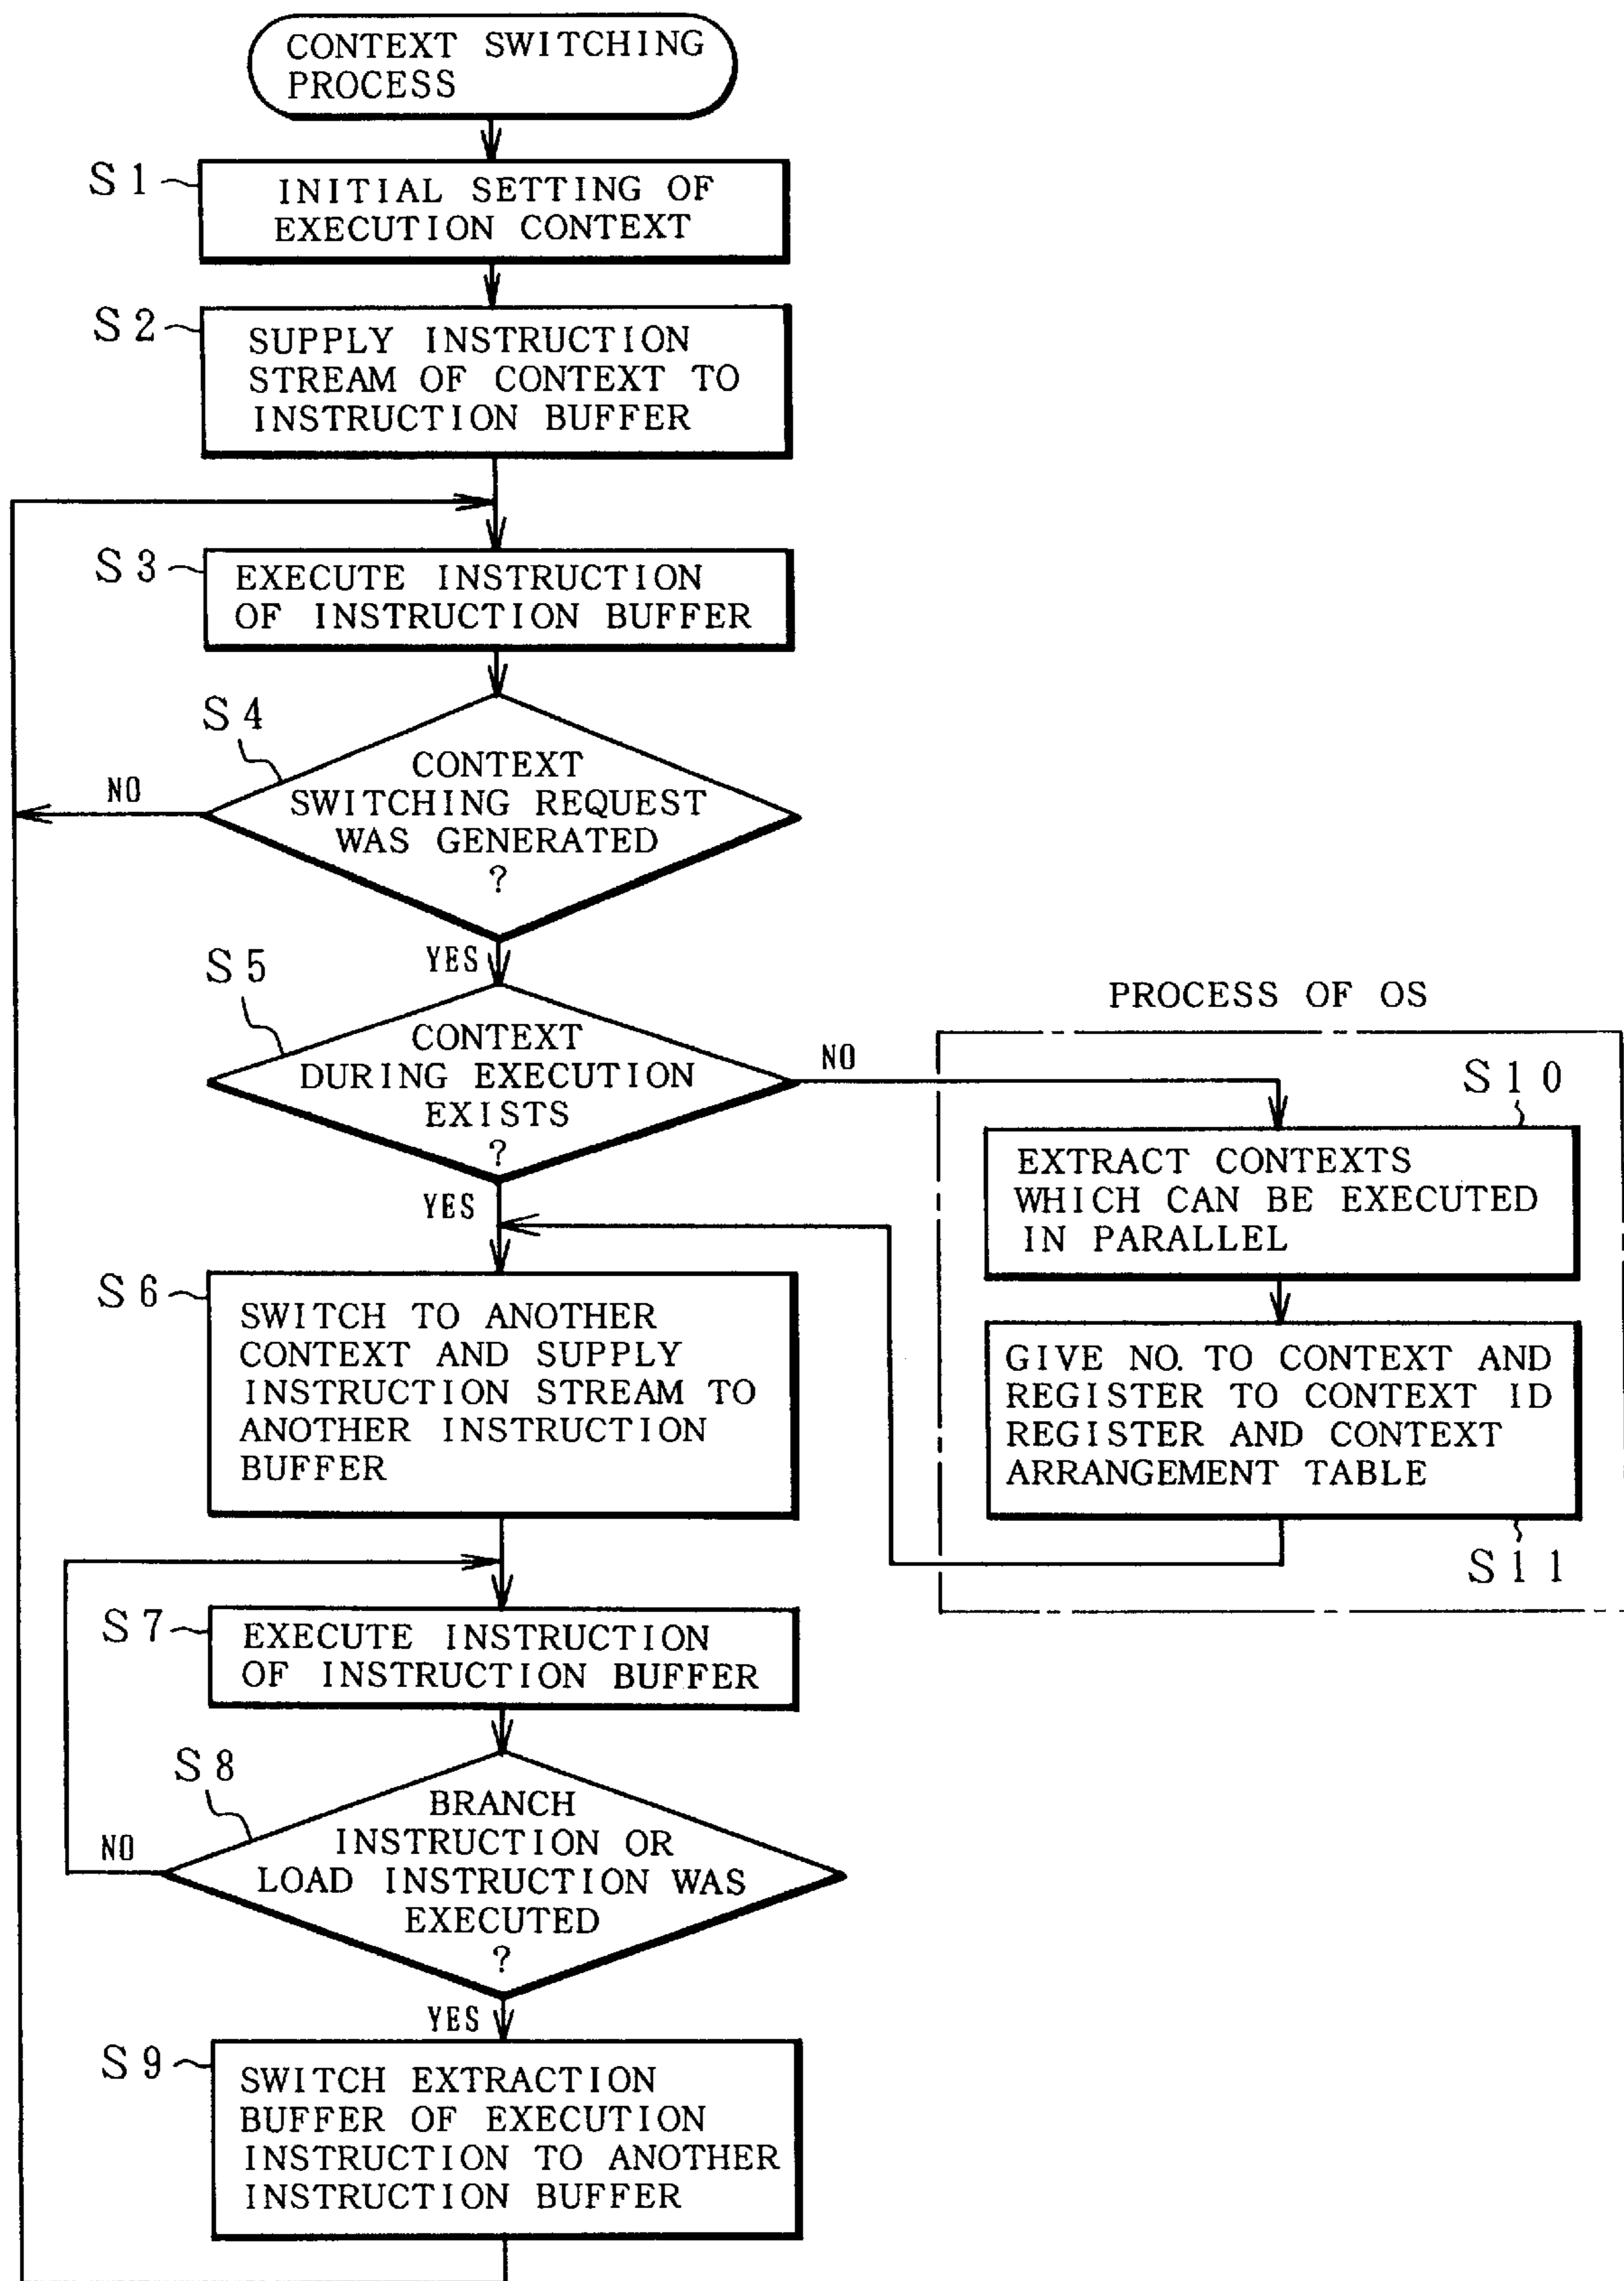 CONTEXT SWITCHING
PROCESS
S1
INITIAL SETTING OF
EXECUTION CONTEXT
S2
SUPPLY INSTRUCTION
STREAM OF CONTEXT TO
INSTRUCTION BUFFER
S3
EXECUTE INSTRUCTION
OF INSTRUCTION BUFFER
S4
CONTEXT
SWITCHING REQUEST
WAS GENERATED
?
NO
YES
S5
CONTEXT
DURING EXECUTION
EXISTS
?
NO
YES
PROCESS OF OS
S10
EXTRACT CONTEXTS
WHICH CAN BE EXECUTED
IN PARALLEL
GIVE NO. TO CONTEXT AND
REGISTER TO CONTEXT ID
REGISTER AND CONTEXT
ARRANGEMENT TABLE
S11
S6
SWITCH TO ANOTHER
CONTEXT AND SUPPLY
INSTRUCTION STREAM TO
ANOTHER INSTRUCTION
BUFFER
S7
EXECUTE INSTRUCTION
OF INSTRUCTION BUFFER
S8
BRANCH
INSTRUCTION OR
LOAD INSTRUCTION WAS
EXECUTED
?
NO
YES
S9
SWITCH EXTRACTION
BUFFER OF EXECUTION
INSTRUCTION TO ANOTHER
INSTRUCTION BUFFER